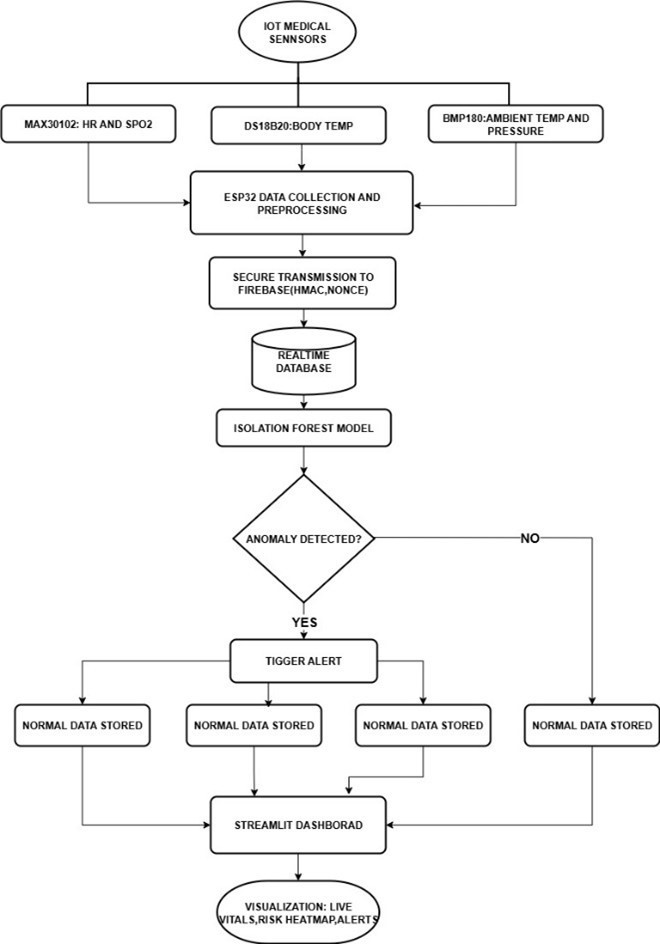 IOT MEDICAL
SENNSORS
MAX30102: HR AND SPO2
DS18B20:BODY TEMP
BMP180:AMBIENT TEMP AND
PRESSURE
ESP32 DATA COLLECTION AND
PREPROCESSING
SECURE TRANSMISSION TO
FIREBASE(HMAC,NONCE)
REALTIME
DATABASE
ISOLATION FOREST MODEL
ANOMALY DETECTED?
NO
YES
TIGGER ALERT
NORMAL DATA STORED
NORMAL DATA STORED
NORMAL DATA STORED
NORMAL DATA STORED
STREAMLIT DASHBORAD
VISUALIZATION: LIVE
VITALS,RISK HEATMAP,ALERTS